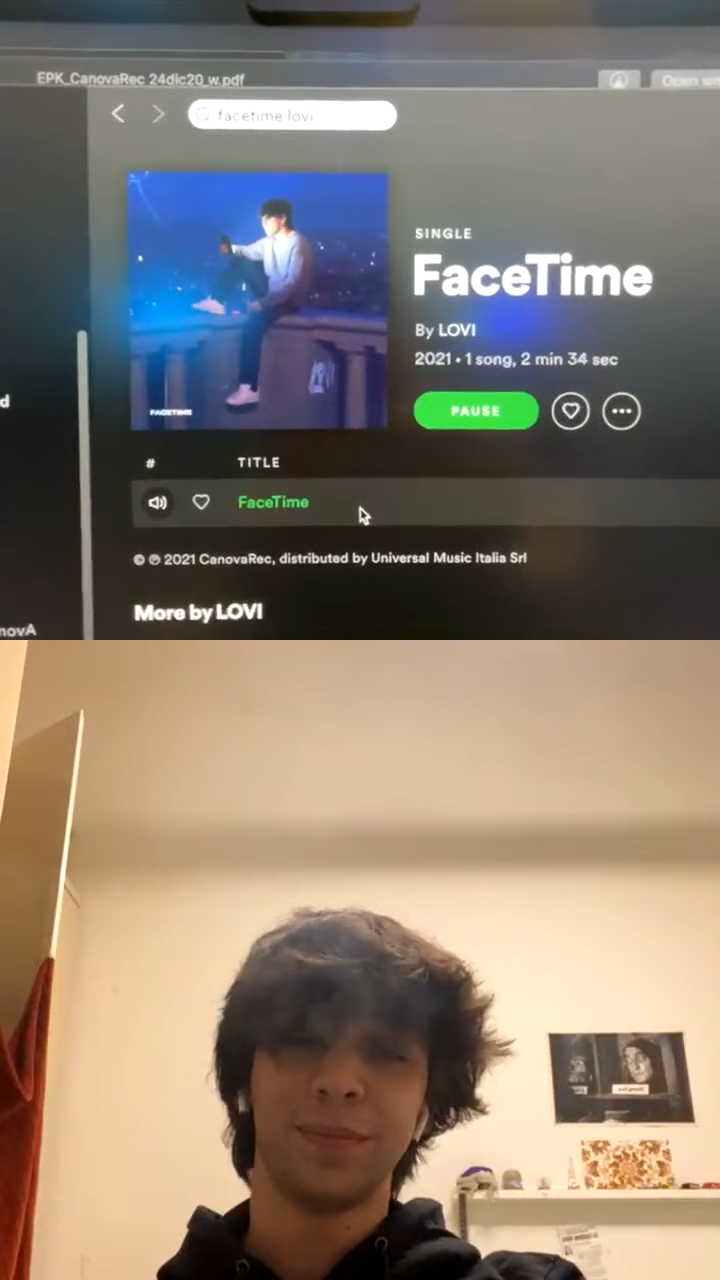 EPK_CanovaRec 24dic20_w.pdf
facetime lovi
SINGLE
FaceTime
By LOVI
2021 • 1 song, 2 min 34 sec
PAUSE
FACETIME
# TITLE
FaceTime
© ℗ 2021 CanovaRec, distributed by Universal Music Italia Srl
More by LOVI